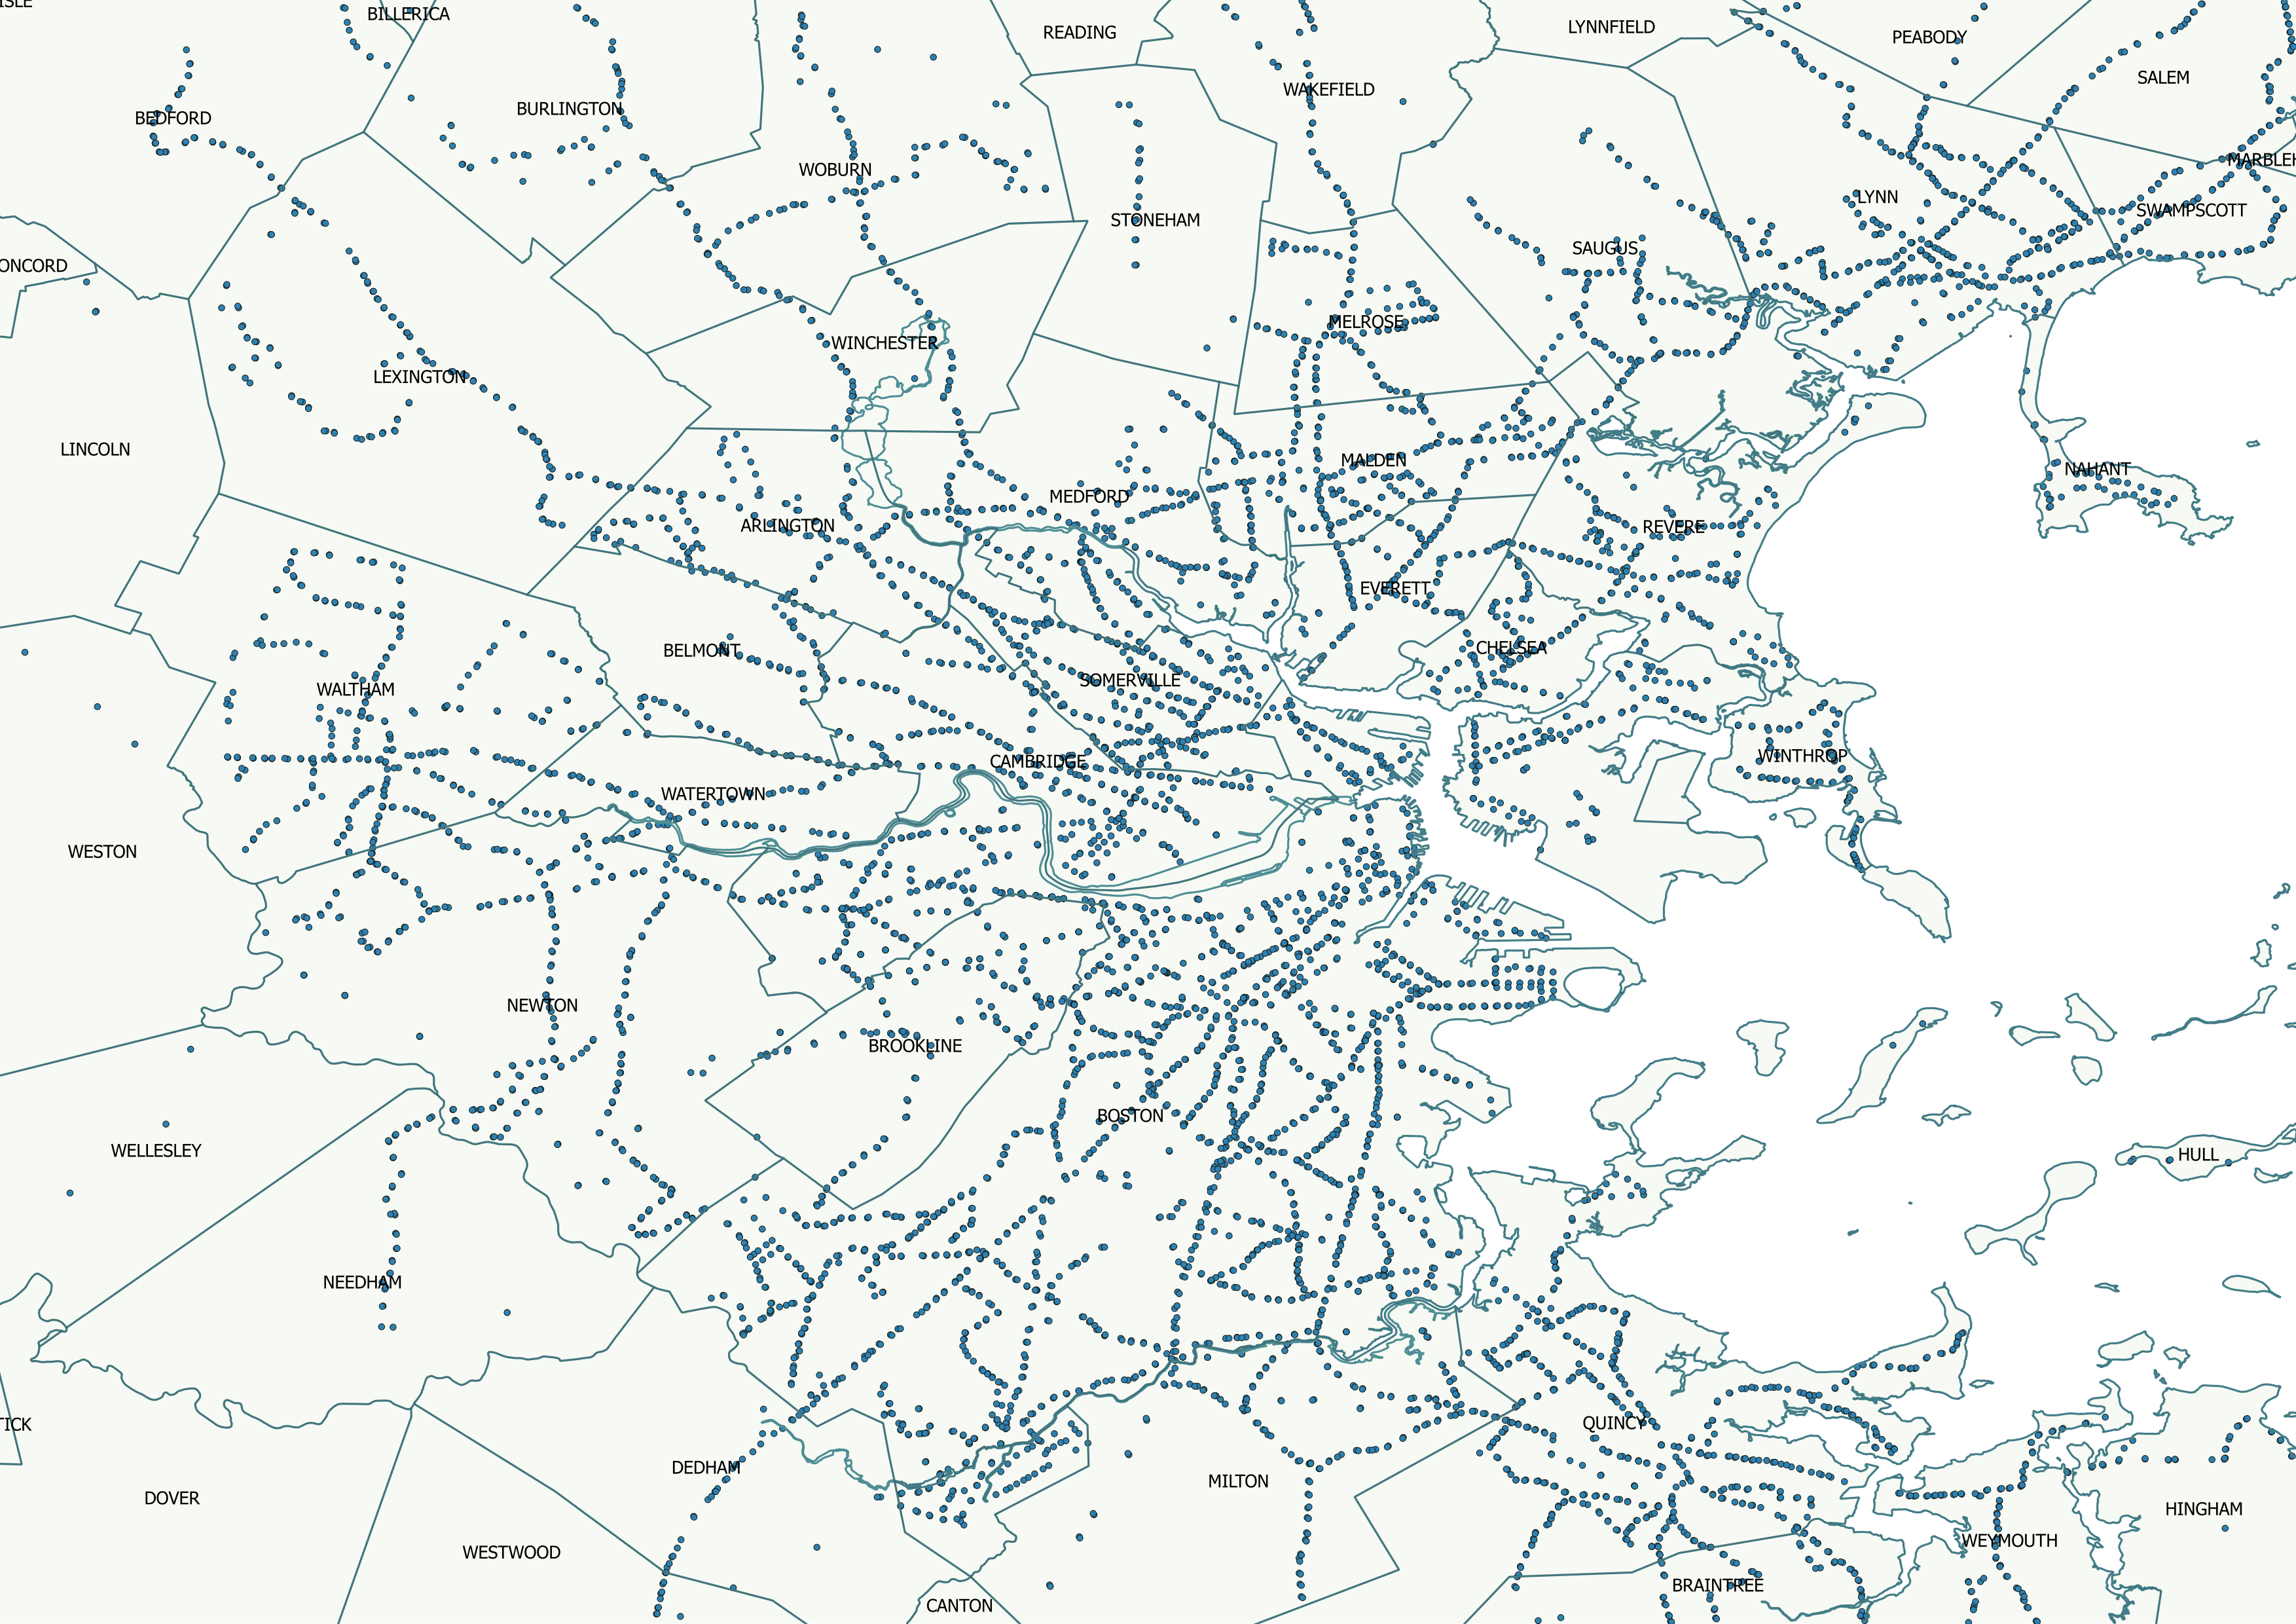 ISLE
BILLERICA
READING
LYNNFIELD
PEABODY
SALEM
WAKEFIELD
BURLINGTON
BEDFORD
MARBLEH
WOBURN
LYNN
SWAMPSCOTT
STONEHAM
SAUGUS
ONCORD
MELROSE
WINCHESTER
LEXINGTON
LINCOLN
MALDEN
NAHANT
MEDFORD
ARLINGTON
REVERE
EVERETT
CHELSEA
BELMONT
SOMERVILLE
WALTHAM
WINTHROP
CAMBRIDGE
WATERTOWN
WESTON
NEWTON
BROOKLINE
BOSTON
WELLESLEY
HULL
NEEDHAM
QUINCY
TICK
DEDHAM
MILTON
DOVER
HINGHAM
WEYMOUTH
WESTWOOD
BRAINTREE
CANTON